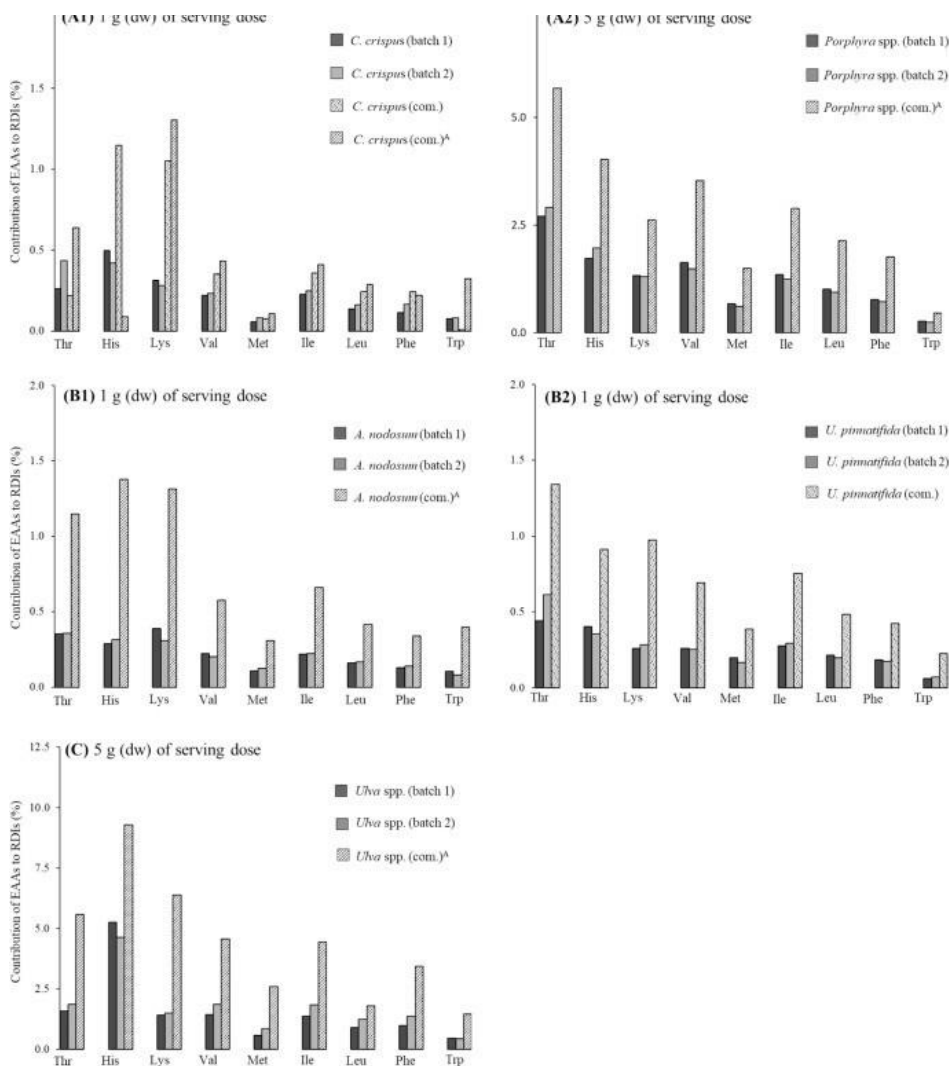 (A1) 1 g (dw) of serving dose
Contribution of EAAs to RDIs (%)
1.5
1.0
0.5
0.0
C. crispus (batch 1)
C. crispus (batch 2)
C. crispus (com.)
C. crispus (com.)ᴬ
Thr His Lys Val Met Ile Leu Phe Trp
(A2) 5 g (dw) of serving dose
5.0
2.5
0.0
Porphyra spp. (batch 1)
Porphyra spp. (batch 2)
Porphyra spp. (com.)ᴬ
Thr His Lys Val Met Ile Leu Phe Trp
(B1) 1 g (dw) of serving dose
Contribution of EAAs to RDIs (%)
2.0
1.5
1.0
0.5
0.0
A. nodosum (batch 1)
A. nodosum (batch 2)
A. nodosum (com.)ᴬ
Thr His Lys Val Met Ile Leu Phe Trp
(B2) 1 g (dw) of serving dose
2.0
1.5
1.0
0.5
0.0
U. pinnatifida (batch 1)
U. pinnatifida (batch 2)
U. pinnatifida (com.)
Thr His Lys Val Met Ile Leu Phe Trp
(C) 5 g (dw) of serving dose
Contribution of EAAs to RDIs (%)
12.5
10.0
7.5
5.0
2.5
0.0
Ulva spp. (batch 1)
Ulva spp. (batch 2)
Ulva spp. (com.)ᴬ
Thr His Lys Val Met Ile Leu Phe Trp